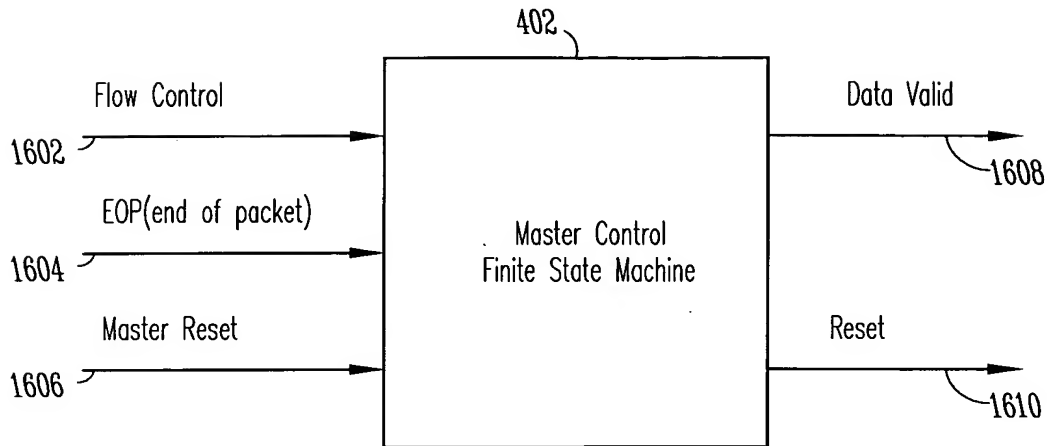 402
Flow Control
1602
EOP(end of packet)
1604
Master Reset
1606
Master Control
Finite State Machine
Data Valid
1608
Reset
1610